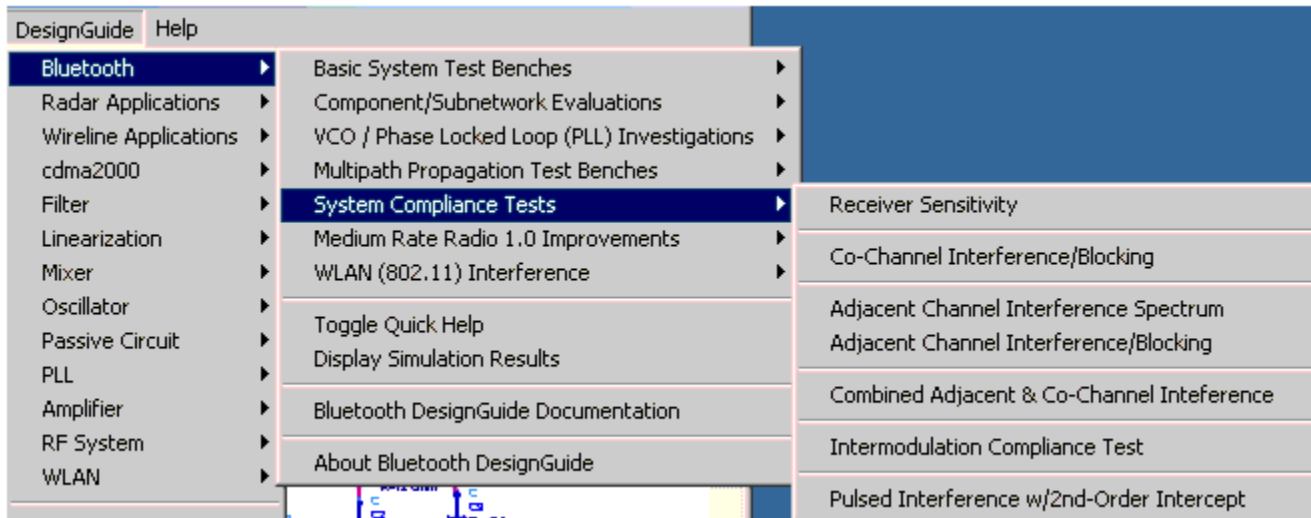 DesignGuide Help
Bluetooth
Radar Applications
Wireline Applications
cdma2000
Filter
Linearization
Mixer
Oscillator
Passive Circuit
PLL
Amplifier
RF System
WLAN
Basic System Test Benches
Component/Subnetwork Evaluations
VCO / Phase Locked Loop (PLL) Investigations
Multipath Propagation Test Benches
System Compliance Tests
Medium Rate Radio 1.0 Improvements
WLAN (802.11) Interference
Toggle Quick Help
Display Simulation Results
Bluetooth DesignGuide Documentation
About Bluetooth DesignGuide
Receiver Sensitivity
Co-Channel Interference/Blocking
Adjacent Channel Interference Spectrum
Adjacent Channel Interference/Blocking
Combined Adjacent & Co-Channel Inteference
Intermodulation Compliance Test
Pulsed Interference w/2nd-Order Intercept